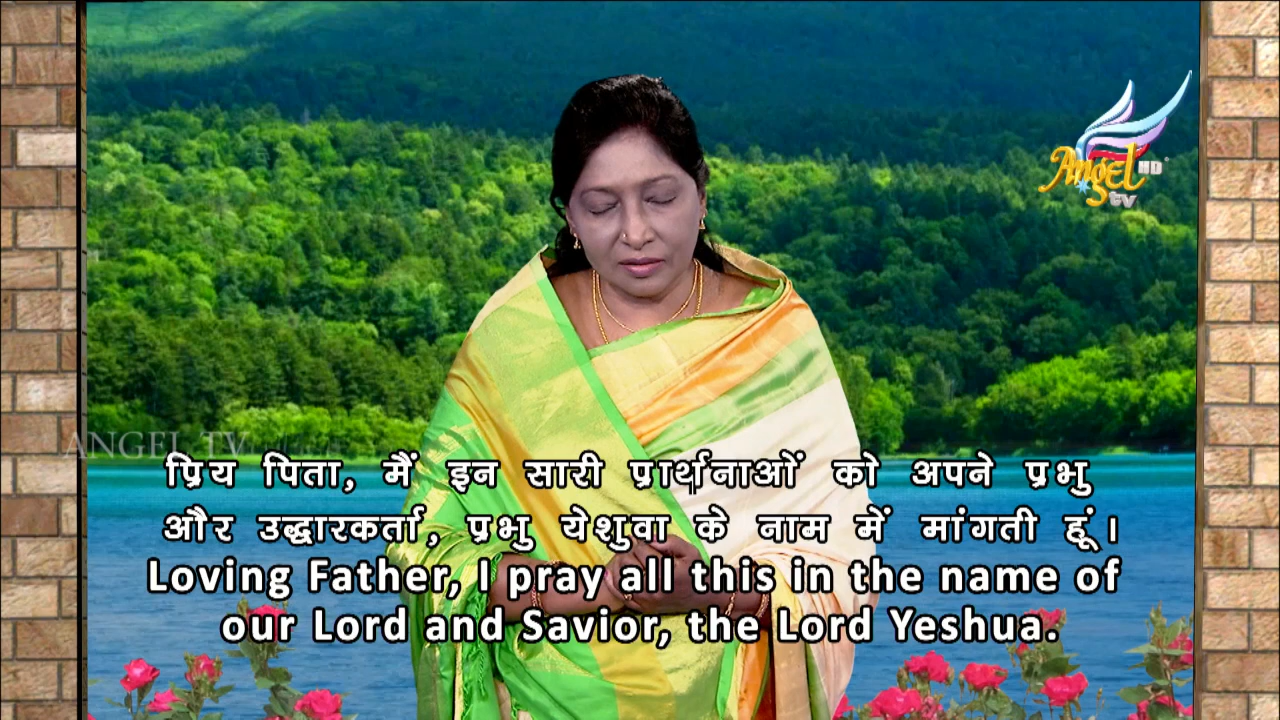 Angel HD
tv
ANGEL TV
प्रिय पिता, मैं इन सारी प्रार्थनाओं को अपने प्रभु
और उद्धारकर्ता, प्रभु येशुवा के नाम में मांगती हूं।
Loving Father, I pray all this in the name of
our Lord and Savior, the Lord Yeshua.